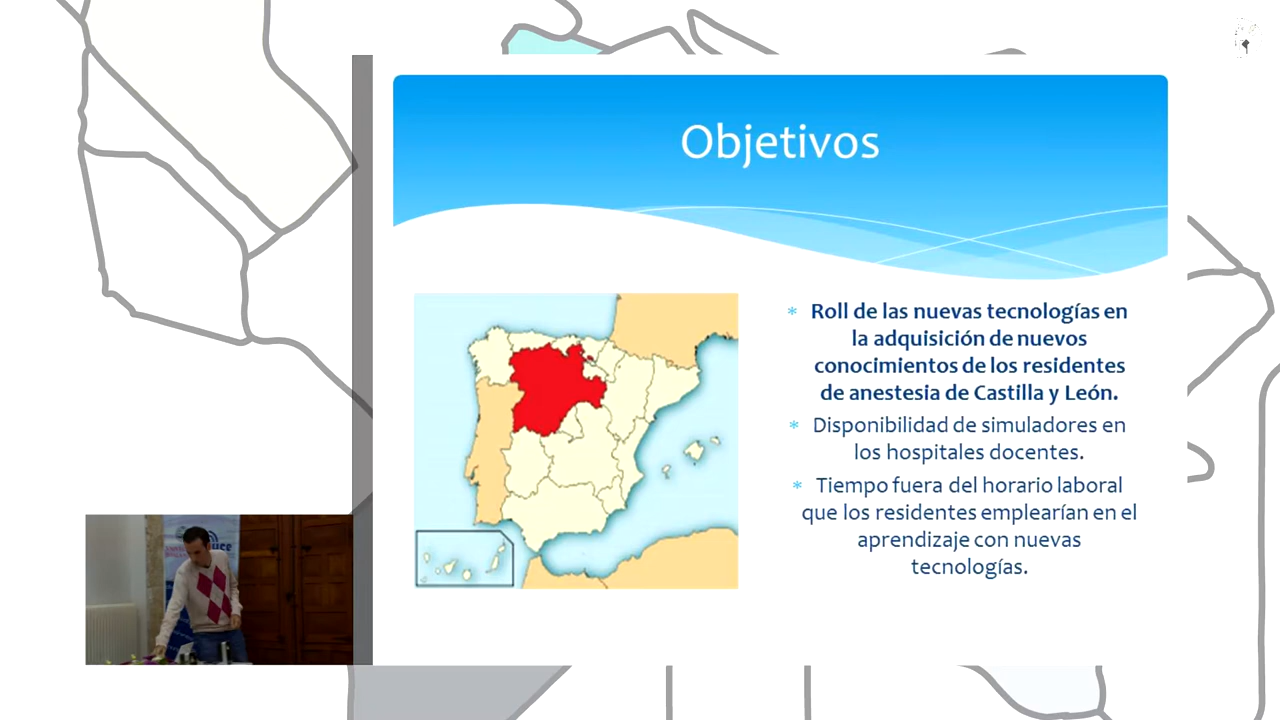 Objetivos
* Roll de las nuevas tecnologías en
la adquisición de nuevos
conocimientos de los residentes
de anestesia de Castilla y León.
* Disponibilidad de simuladores en
los hospitales docentes.
* Tiempo fuera del horario laboral
que los residentes emplearían en el
aprendizaje con nuevas
tecnologías.